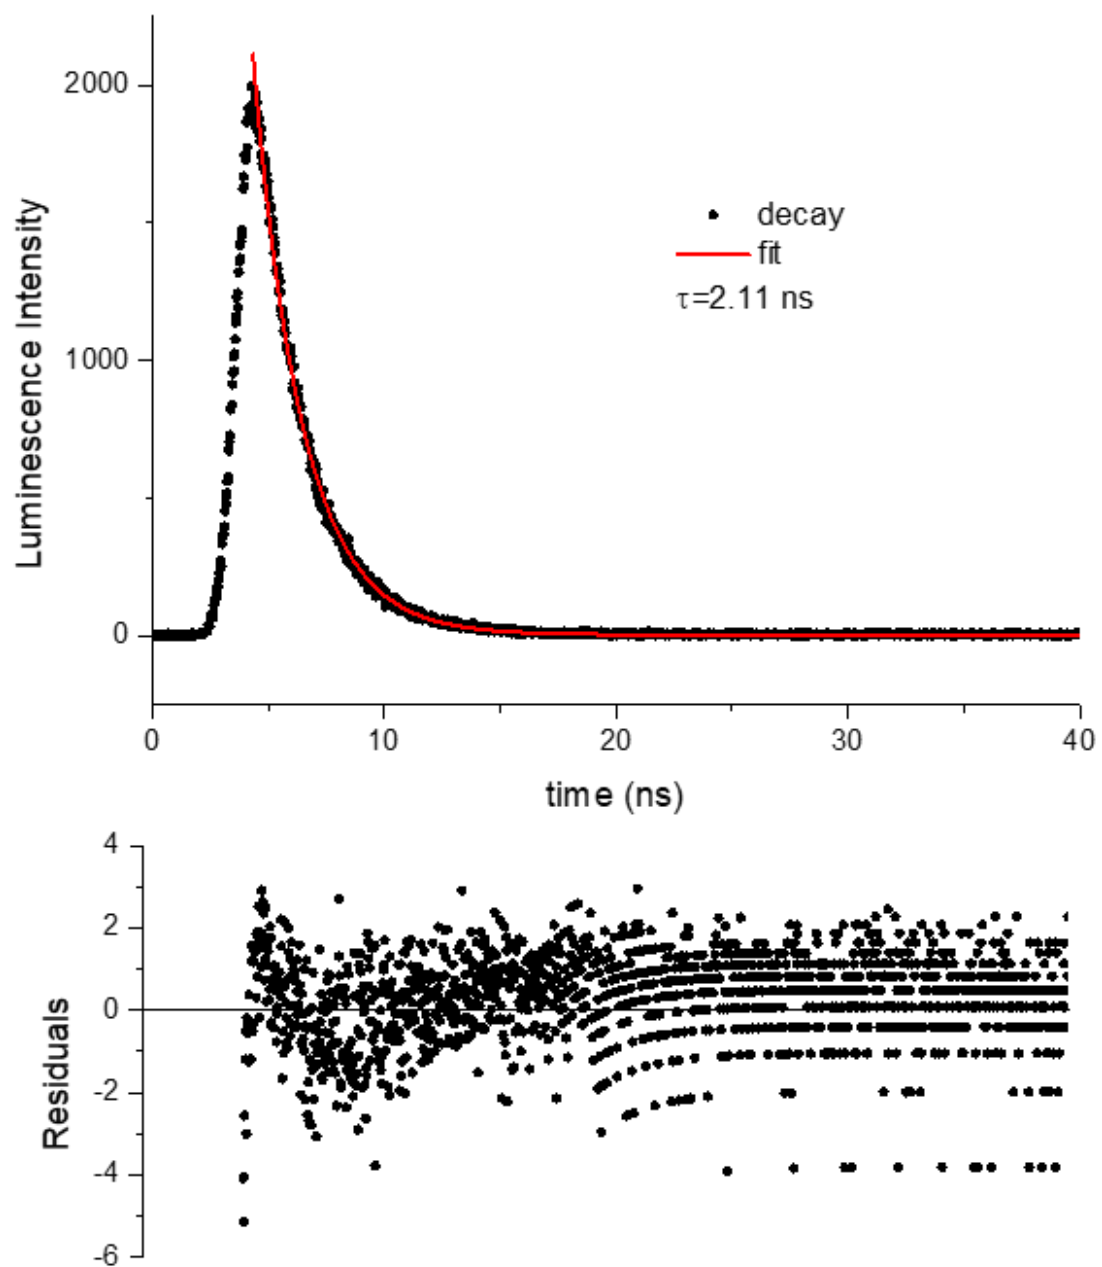 2000
1000
0
Luminescence Intensity
decay
fit
τ=2.11 ns
0 10 20 30 40
time (ns)
4
2
0
-2
-4
-6
Residuals